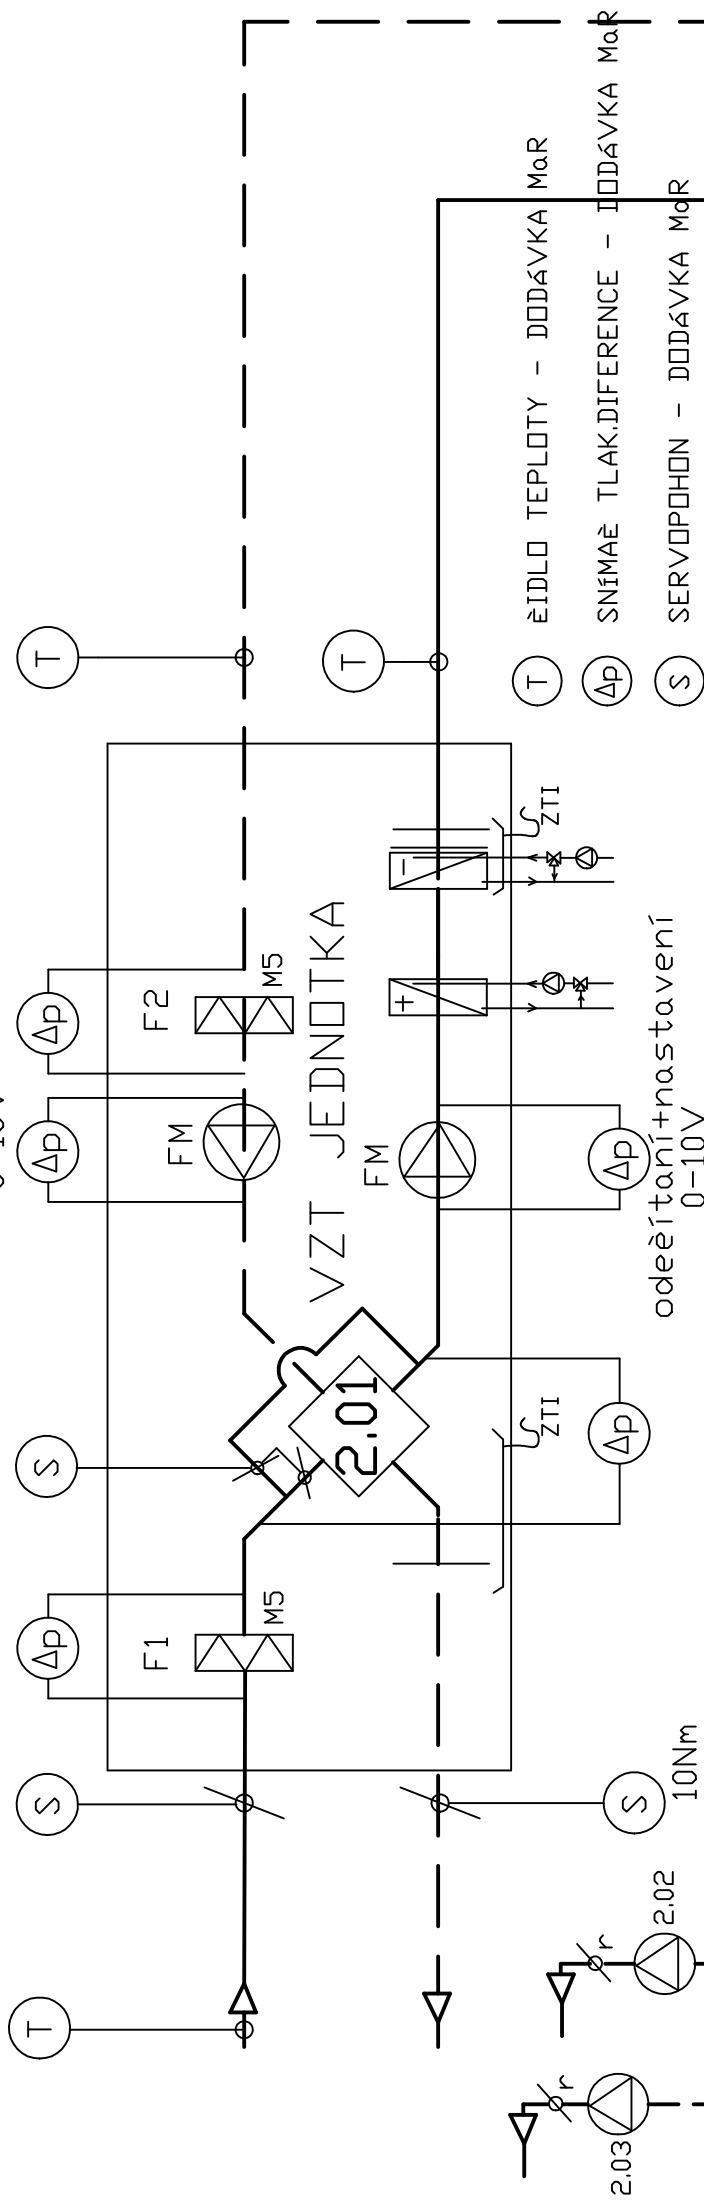 T
T
T
0-10V
Δp
Δp
S
Δp
S
F2
M5
FM
F1
M5
VZT JEDNOTKA
2.01
FM
+
-
ZTI
ZTI
Δp
Δp
odeèítání+nastavení
0-10V
S
10Nm
T
T èIDLO TEPLOTY - DODÁVKA MaR
Δp SNíMAè TLAK.DIFERENCE - DODÁVKA MaR
S SERVOPOHON - DODÁVKA MaR
r
2.02
r
2.03